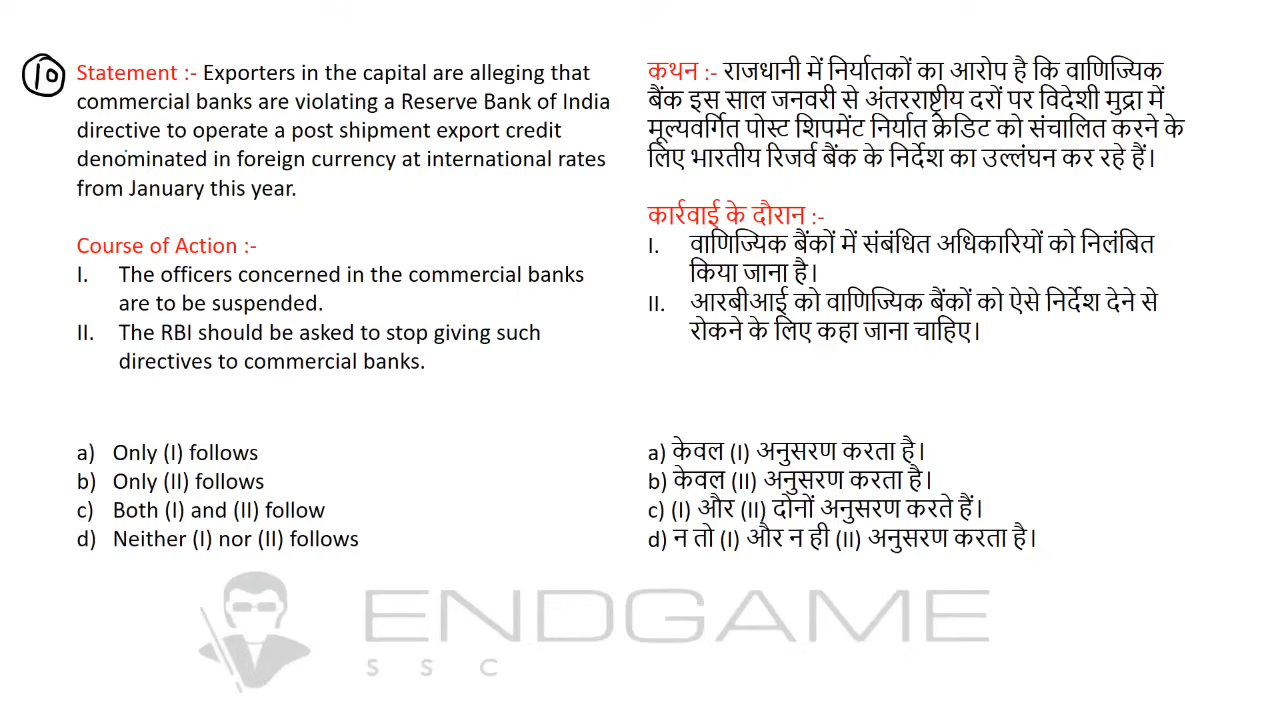 10
Statement :- Exporters in the capital are alleging that
commercial banks are violating a Reserve Bank of India
directive to operate a post shipment export credit
denominated in foreign currency at international rates
from January this year.
Course of Action :-
I. The officers concerned in the commercial banks
are to be suspended.
II. The RBI should be asked to stop giving such
directives to commercial banks.
a) Only (I) follows
b) Only (II) follows
c) Both (I) and (II) follow
d) Neither (I) nor (II) follows
कथन :- राजधानी में निर्यातकों का आरोप है कि वाणिज्यिक
बैंक इस साल जनवरी से अंतरराष्ट्रीय दरों पर विदेशी मुद्रा में
मूल्यवर्गित पोस्ट शिपमेंट निर्यात क्रेडिट को संचालित करने के
लिए भारतीय रिजर्व बैंक के निर्देश का उल्लंघन कर रहे हैं।
कार्रवाई के दौरान :-
I. वाणिज्यिक बैंकों में संबंधित अधिकारियों को निलंबित
किया जाना है।
II. आरबीआई को वाणिज्यिक बैंकों को ऐसे निर्देश देने से
रोकने के लिए कहा जाना चाहिए।
a) केवल (I) अनुसरण करता है।
b) केवल (II) अनुसरण करता है।
c) (I) और (II) दोनों अनुसरण करते हैं।
d) न तो (I) और न ही (II) अनुसरण करता है।
ENDGAME
SSC